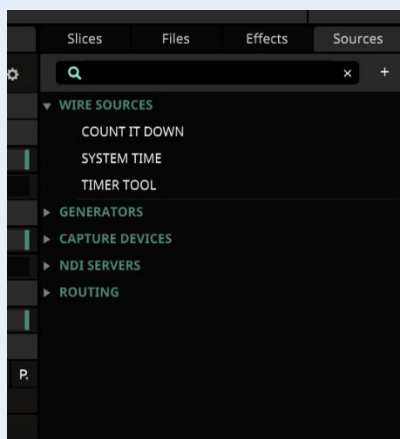 Slices Files Effects Sources
WIRE SOURCES
COUNT IT DOWN
SYSTEM TIME
TIMER TOOL
GENERATORS
CAPTURE DEVICES
NDI SERVERS
ROUTING
P.